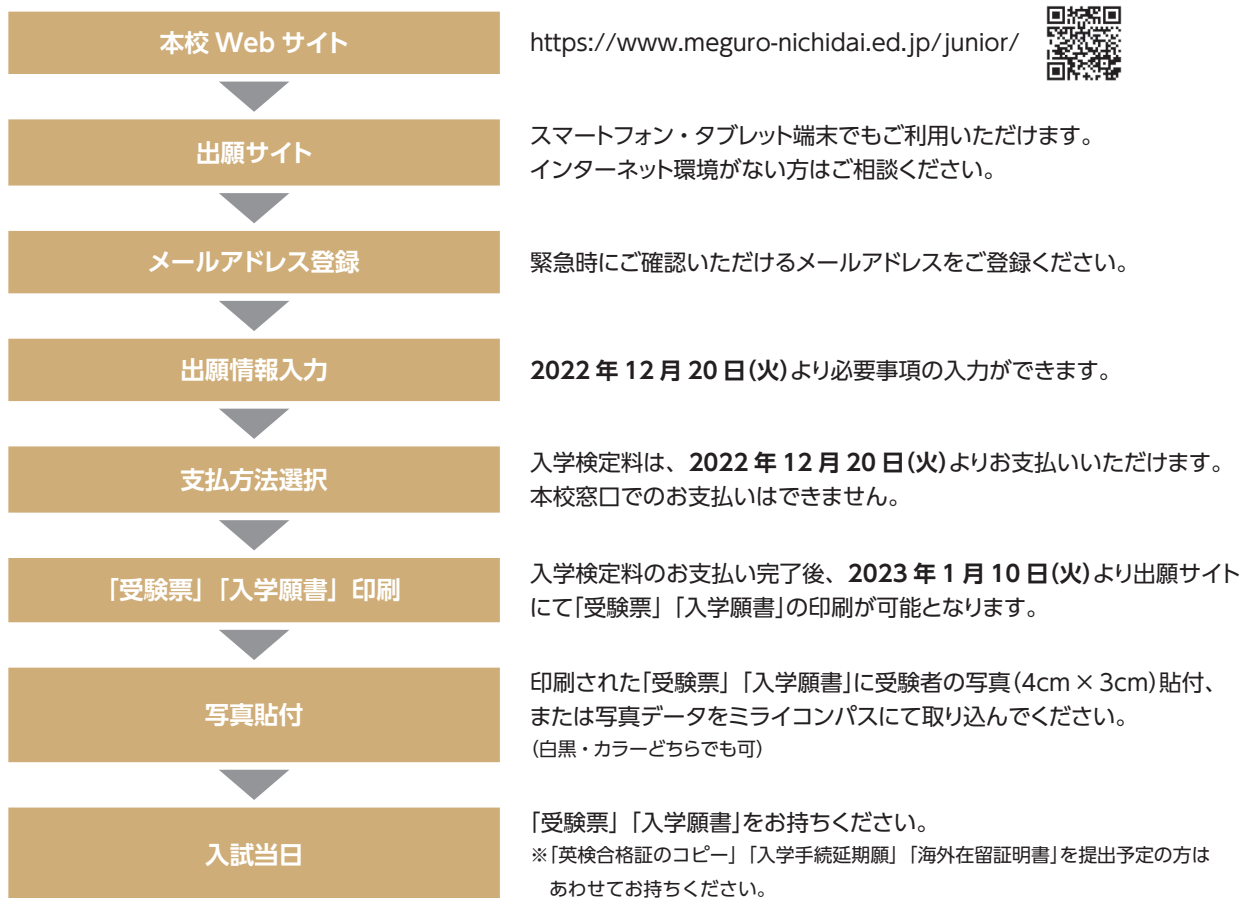 本校 Web サイト
https://www.meguro-nichidai.ed.jp/junior/
出願サイト
スマートフォン・タブレット端末でもご利用いただけます。
インターネット環境がない方はご相談ください。
メールアドレス登録
緊急時にご確認いただけるメールアドレスをご登録ください。
出願情報入力
2022 年 12 月 20 日(火)より必要事項の入力ができます。
支払方法選択
入学検定料は、2022 年 12 月 20 日(火)よりお支払いいただけます。
本校窓口でのお支払いはできません。
「受験票」「入学願書」印刷
入学検定料のお支払い完了後、2023 年 1 月 10 日(火)より出願サイト
にて「受験票」「入学願書」の印刷が可能となります。
写真貼付
印刷された「受験票」「入学願書」に受験者の写真(4cm × 3cm)貼付、
または写真データをミライコンパスにて取り込んでください。
(白黒・カラーどちらでも可)
入試当日
「受験票」「入学願書」をお持ちください。
※「英検合格証のコピー」「入学手続延期願」「海外在留証明書」を提出予定の方は
あわせてお持ちください。